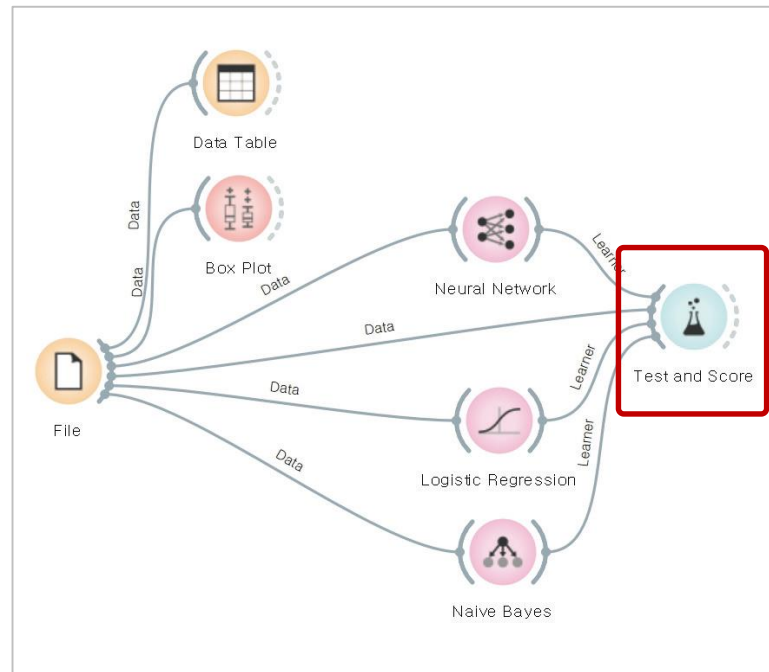 Data Table
Data
Box Plot
Data
Data
Neural Network
Learner
Data
File
Test and Score
Data
Learner
Logistic Regression
Data
Learner
Naive Bayes